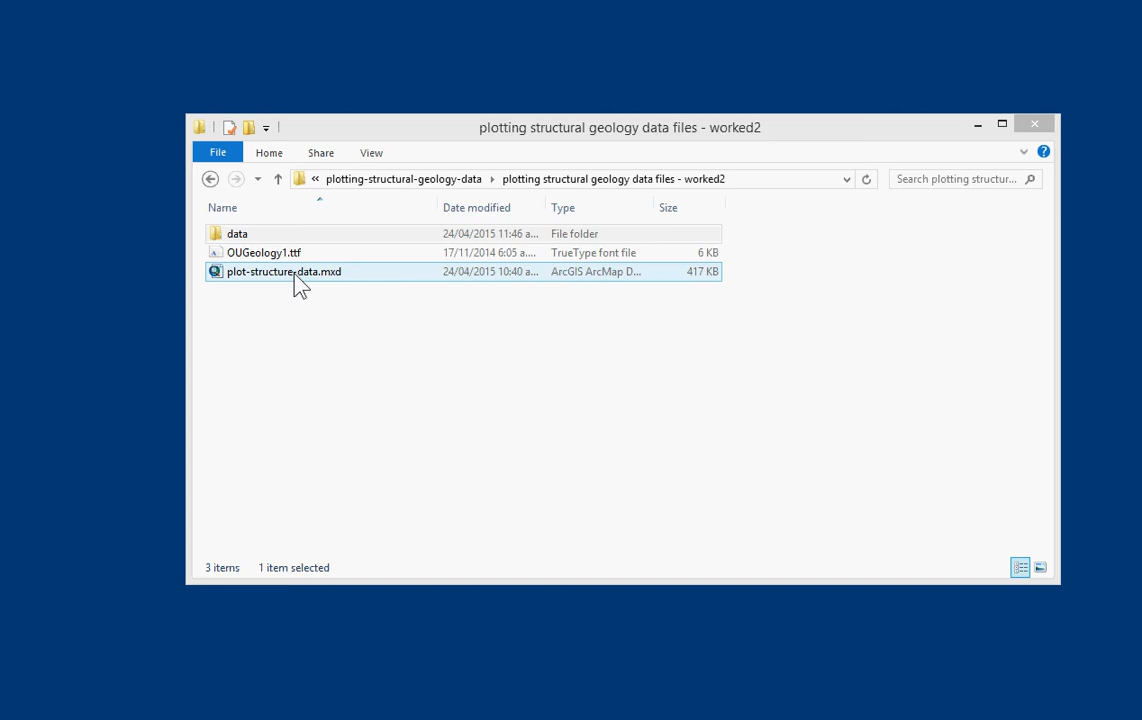 plotting structural geology data files - worked2
File Home Share View
« plotting-structural-geology-data plotting structural geology data files - worked2 Search plotting structur...
Name Date modified Type Size
data 24/04/2015 11:46 a... File folder
OUGeology1.ttf 17/11/2014 6:05 a... TrueType font file 6 KB
plot-structure-data.mxd 24/04/2015 10:40 a... ArcGIS ArcMap D... 417 KB
3 items 1 item selected